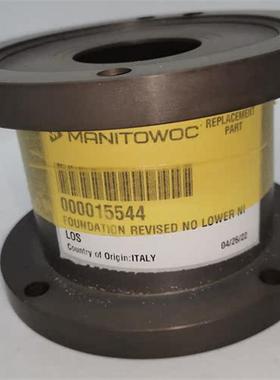 MANITOWOC®
REPLACEMENT
PART
000015544
FOUNDATION REVISED NO LOWER NI
LOS
Country of Origin:ITALY
04/26/22